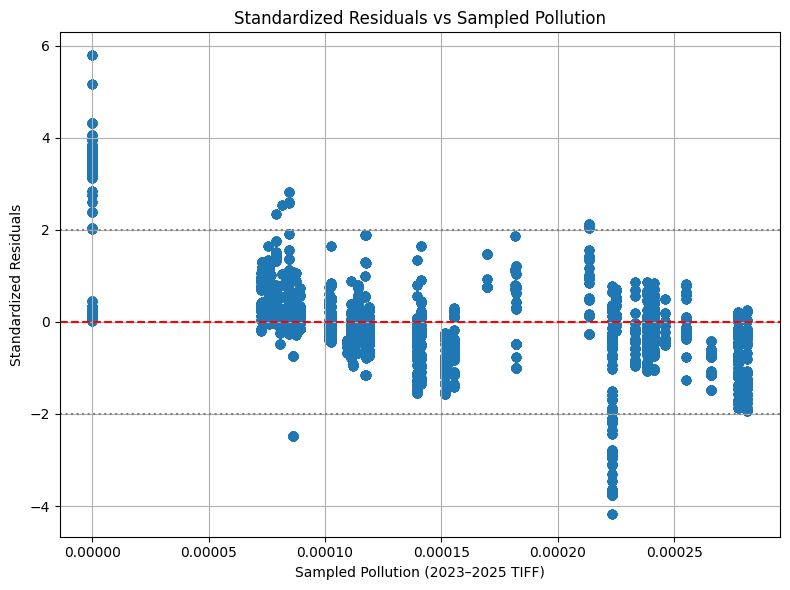 Standardized Residuals vs Sampled Pollution
Standardized Residuals
6
4
2
0
−2
−4
0.00000 0.00005 0.00010 0.00015 0.00020 0.00025
Sampled Pollution (2023–2025 TIFF)